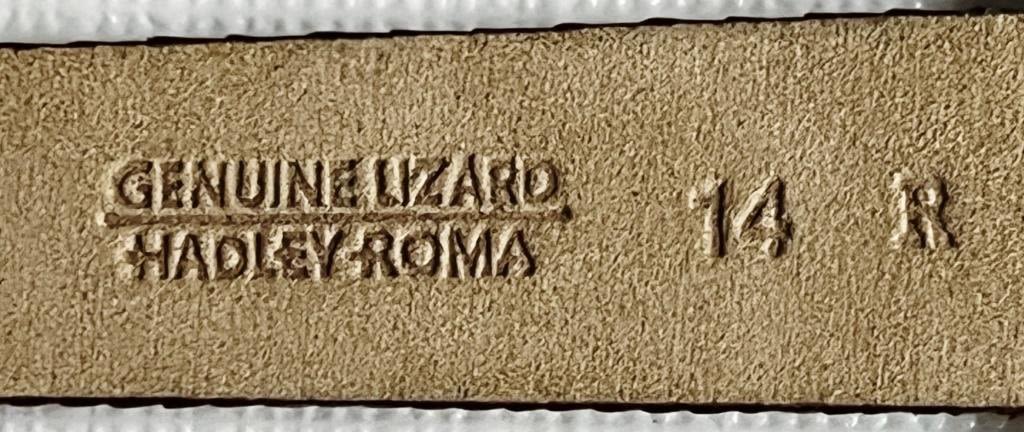 GENUINE LIZARD
HADLEY-ROMA
14 R